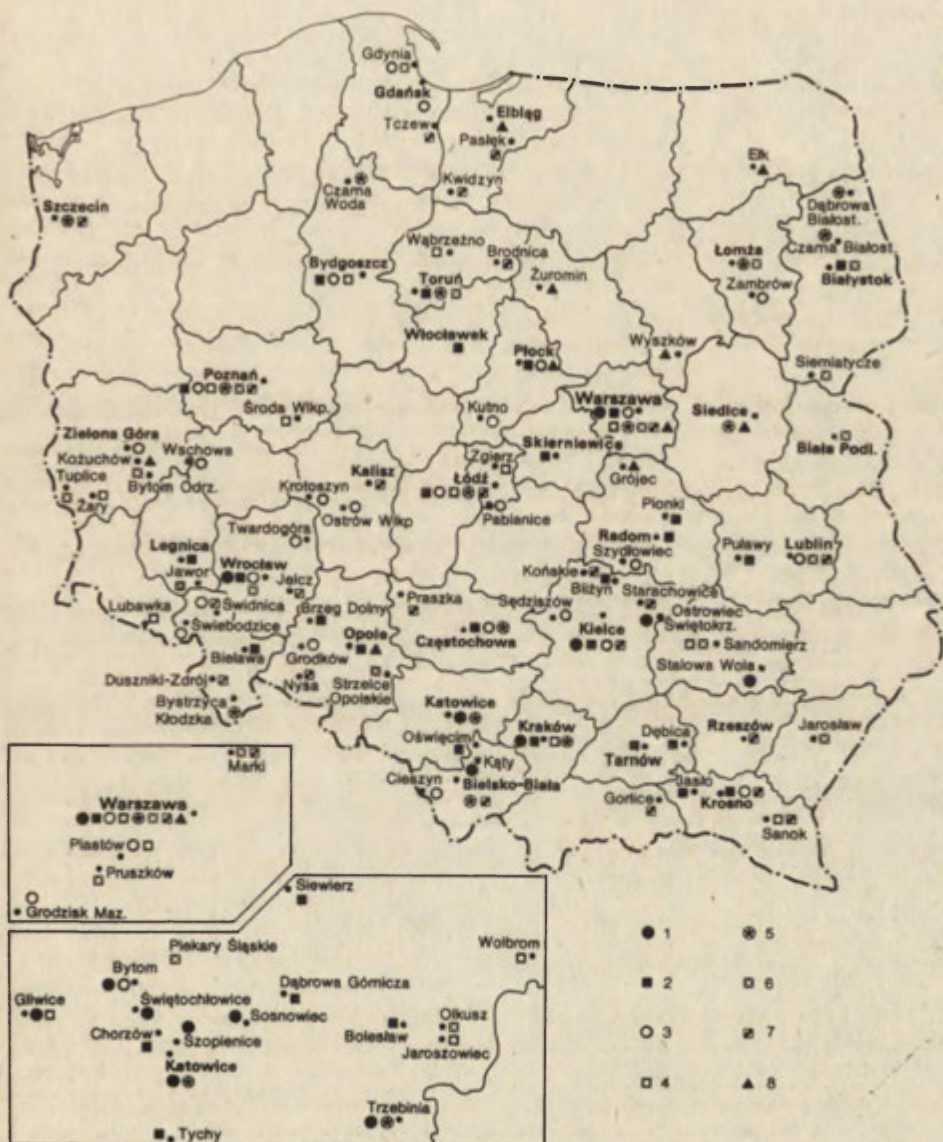 Gdynia
Gdańsk
Tczew
Elbląg
Pasłęk
Kwidzyn
Czarna
Woda
Ełk
Dąbrowa
Białost.
Czarna Białost.
Białystok
Szczecin
Łomża
Zambrów
Wąbrzeźno
Brodnica
Bydgoszcz
Toruń
Żuromin
Włocławek
Wyszków
Płock
Siemiatycze
Poznań
Środa Wlkp.
Kutno
Warszawa
Siedlce
Skierniewice
Biała Podl.
Zielona Góra
Wschowa
Kożuchów
Bytom Odrz.
Tuplice
Żary
Kalisz
Krotoszyn
Ostrów Wlkp
Zgierz
Łódź
Pabianice
Grójec
Pionki
Radom
Szydłowiec
Puławy
Lublin
Twardogóra
Legnica
Jawor
Wrocław
Jelcz
Lubawka
Świdnica
Świebodzice
Brzeg Dolny
Praszka
Końskie
Bliżyn
Starachowice
Sędziszów
Ostrowiec
Świętokrz.
Kielce
Sandomierz
Stalowa Wola
Częstochowa
Opole
Bielawa
Grodków
Duszniki-Zdrój
Nysa
Strzelce
Opolskie
Bystrzyca
Kłodzka
Katowice
Kraków
Oświęcim
Kąty
Cieszyn
Bielsko-Biała
Tarnów
Dębica
Rzeszów
Jarosław
Jasło
Krosno
Gorlice
Sanok
Marki
Warszawa
Piastów
Pruszków
Grodzisk Maz.
Siewierz
Piekary Śląskie
Wolbrom
Bytom
Gliwice
Świętochłowice
Dąbrowa Górnicza
Sosnowiec
Chorzów
Szopienice
Bolesław
Olkusz
Jaroszowiec
Katowice
Trzebinia
Tychy
1 5
2 6
3 7
4 8